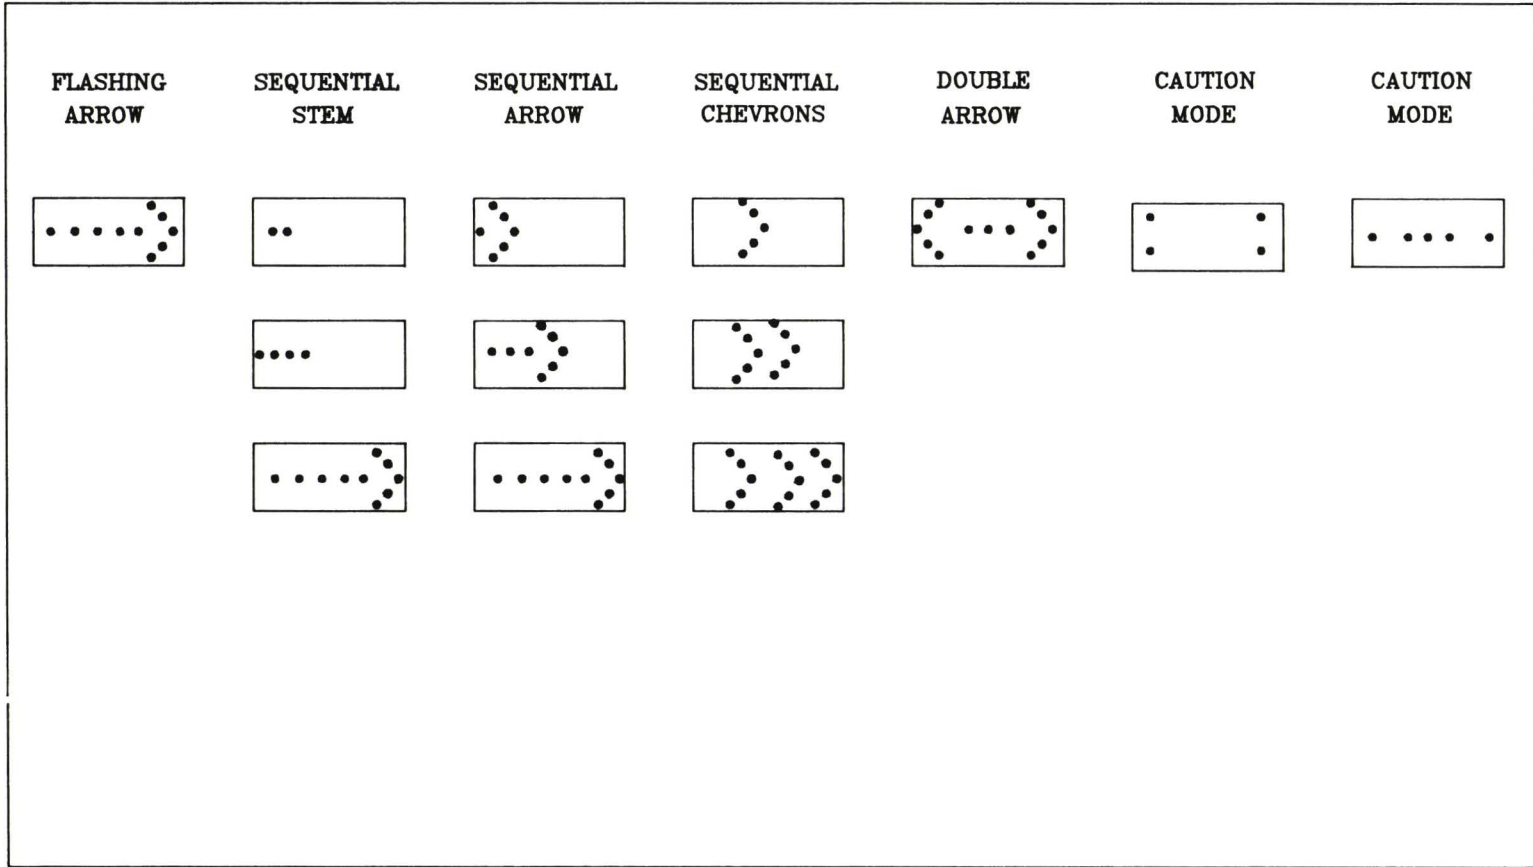 FLASHING
ARROW
SEQUENTIAL
STEM
SEQUENTIAL
ARROW
SEQUENTIAL
CHEVRONS
DOUBLE
ARROW
CAUTION
MODE
CAUTION
MODE